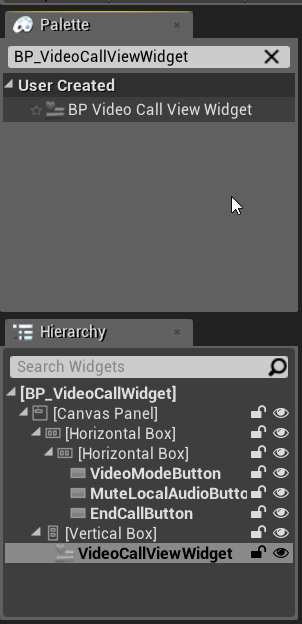 Palette
BP_VideoCallViewWidget
User Created
BP Video Call View Widget
Hierarchy
Search Widgets
[BP_VideoCallWidget]
[Canvas Panel]
[Horizontal Box]
[Horizontal Box]
VideoModeButton
MuteLocalAudioButto
EndCallButton
[Vertical Box]
VideoCallViewWidget